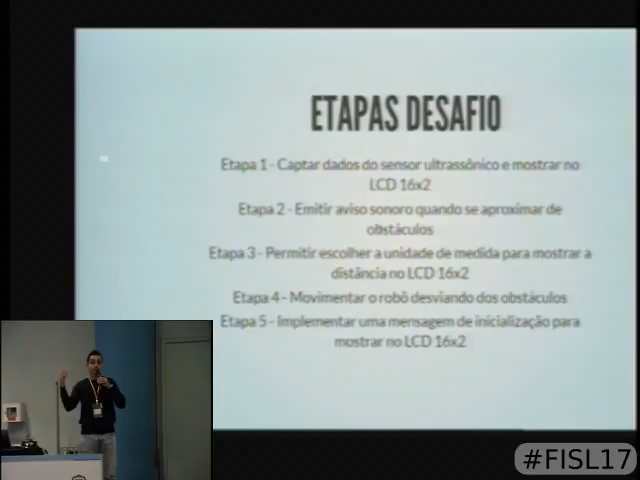 ETAPAS DESAFIO
Etapa 1 - Captar dados do sensor ultrassônico e mostrar no
LCD 16x2
Etapa 2 - Emitir aviso sonoro quando se aproximar de
obstáculos
Etapa 3 - Permitir escolher a unidade de medida para mostrar a
distância no LCD 16x2
Etapa 4 - Movimentar o robô desviando dos obstáculos
Etapa 5 - Implementar uma mensagem de inicialização para
mostrar no LCD 16x2
#FISL17